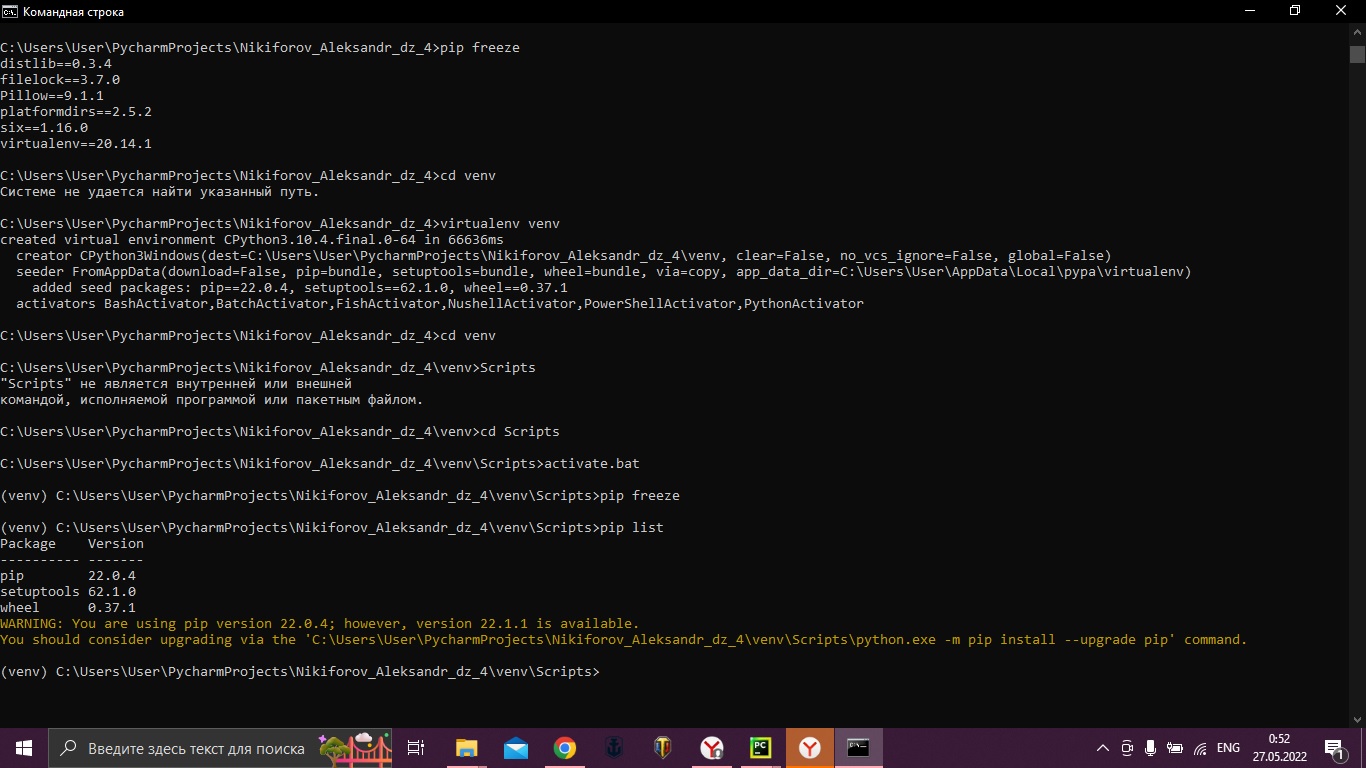 Командная строка
C:\Users\User\PycharmProjects\Nikiforov_Aleksandr_dz_4>pip freeze
distlib==0.3.4
filelock==3.7.0
Pillow==9.1.1
platformdirs==2.5.2
six==1.16.0
virtualenv==20.14.1
C:\Users\User\PycharmProjects\Nikiforov_Aleksandr_dz_4>cd venv
Системе не удается найти указанный путь.
C:\Users\User\PycharmProjects\Nikiforov_Aleksandr_dz_4>virtualenv venv
created virtual environment CPython3.10.4.final.0-64 in 66636ms
  creator CPython3Windows(dest=C:\Users\User\PycharmProjects\Nikiforov_Aleksandr_dz_4\venv, clear=False, no_vcs_ignore=False, global=False)
  seeder FromAppData(download=False, pip=bundle, setuptools=bundle, wheel=bundle, via=copy, app_data_dir=C:\Users\User\AppData\Local\pypa\virtualenv)
    added seed packages: pip==22.0.4, setuptools==62.1.0, wheel==0.37.1
  activators BashActivator,BatchActivator,FishActivator,NushellActivator,PowerShellActivator,PythonActivator
C:\Users\User\PycharmProjects\Nikiforov_Aleksandr_dz_4>cd venv
C:\Users\User\PycharmProjects\Nikiforov_Aleksandr_dz_4\venv>Scripts
"Scripts" не является внутренней или внешней
командой, исполняемой программой или пакетным файлом.
C:\Users\User\PycharmProjects\Nikiforov_Aleksandr_dz_4\venv>cd Scripts
C:\Users\User\PycharmProjects\Nikiforov_Aleksandr_dz_4\venv\Scripts>activate.bat
(venv) C:\Users\User\PycharmProjects\Nikiforov_Aleksandr_dz_4\venv\Scripts>pip freeze
(venv) C:\Users\User\PycharmProjects\Nikiforov_Aleksandr_dz_4\venv\Scripts>pip list
Package    Version
---------- -------
pip        22.0.4
setuptools 62.1.0
wheel      0.37.1
WARNING: You are using pip version 22.0.4; however, version 22.1.1 is available.
You should consider upgrading via the 'C:\Users\User\PycharmProjects\Nikiforov_Aleksandr_dz_4\venv\Scripts\python.exe -m pip install --upgrade pip' command.
(venv) C:\Users\User\PycharmProjects\Nikiforov_Aleksandr_dz_4\venv\Scripts>
Введите здесь текст для поиска
PC
ENG
0:52
27.05.2022
1